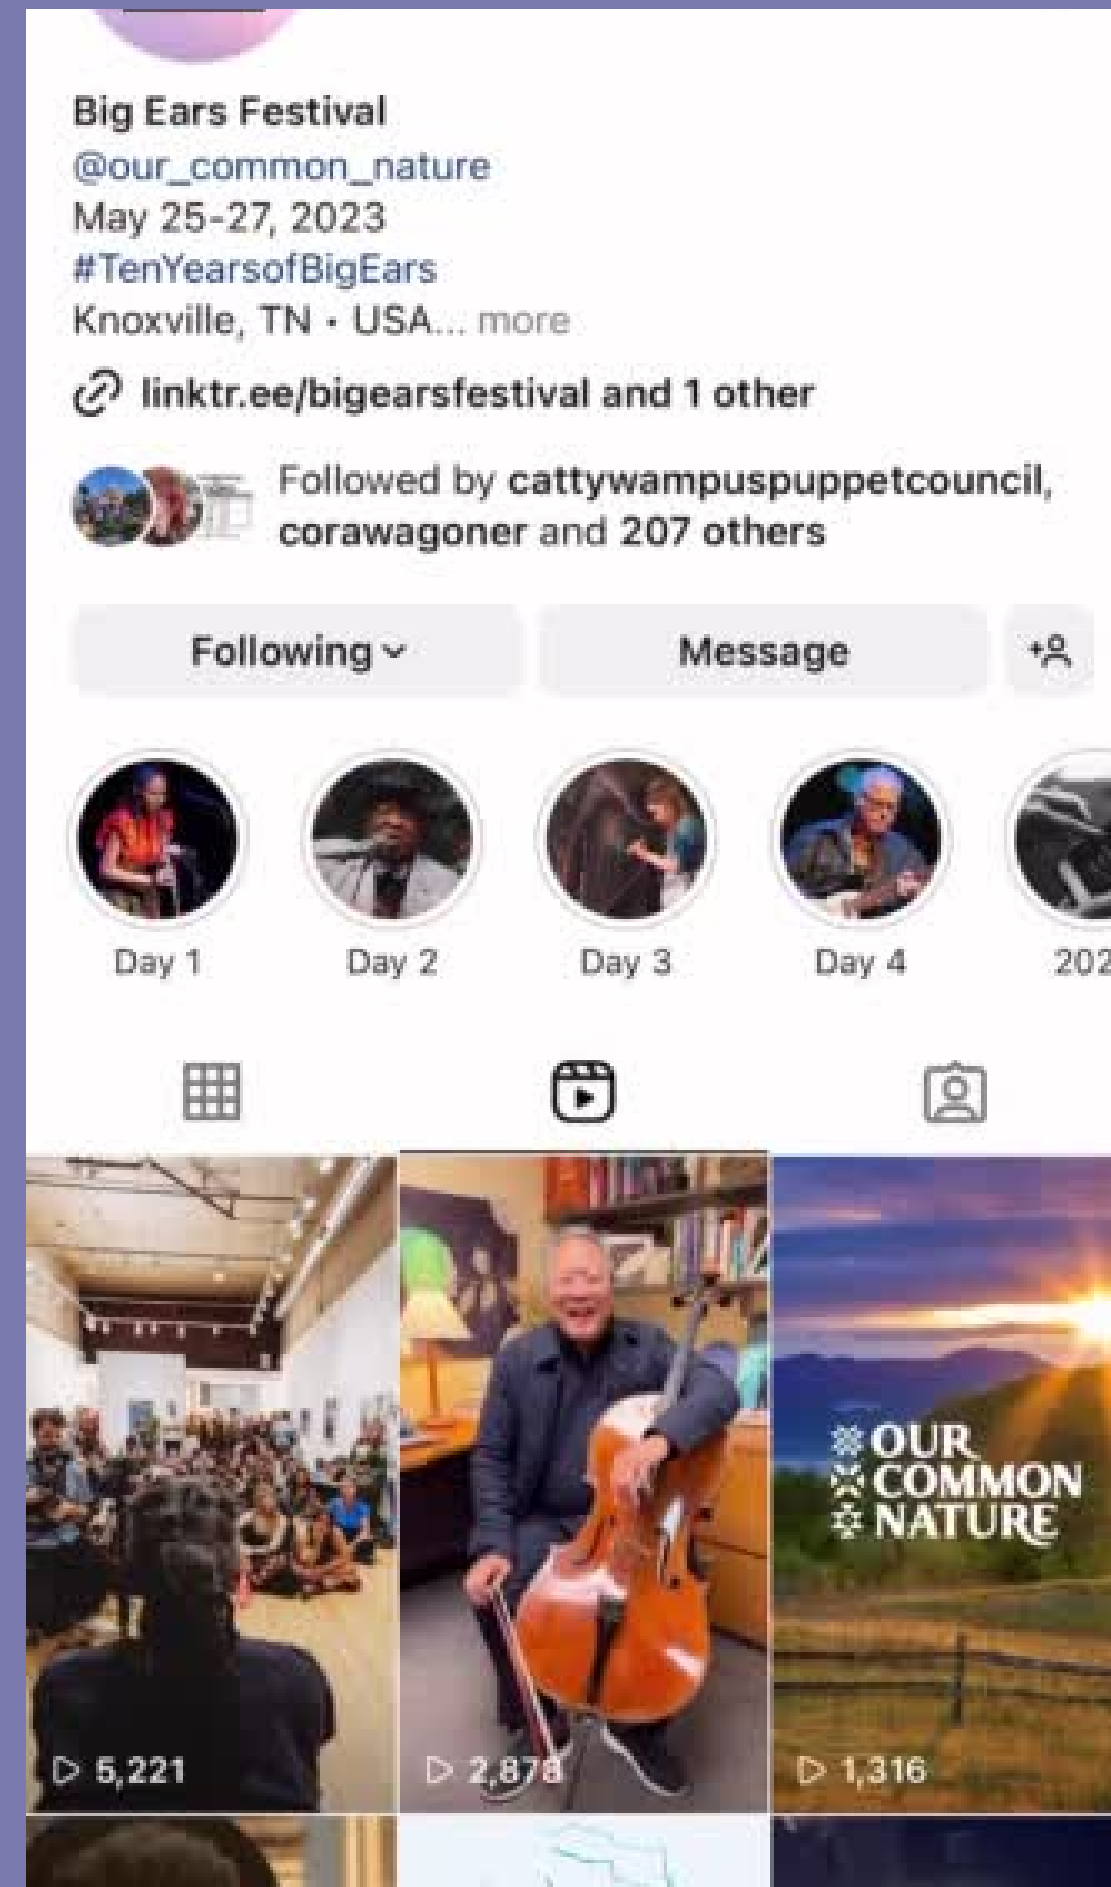 Big Ears Festival
@our_common_nature
May 25-27, 2023
#TenYearsofBigEars
Knoxville, TN • USA... more
linktr.ee/bigearsfestival and 1 other
Followed by cattywampuspuppetcouncil,
corawagoner and 207 others
Following
Message
Day 1
Day 2
Day 3
Day 4
202
OUR
COMMON
NATURE
5,221
2,878
1,316